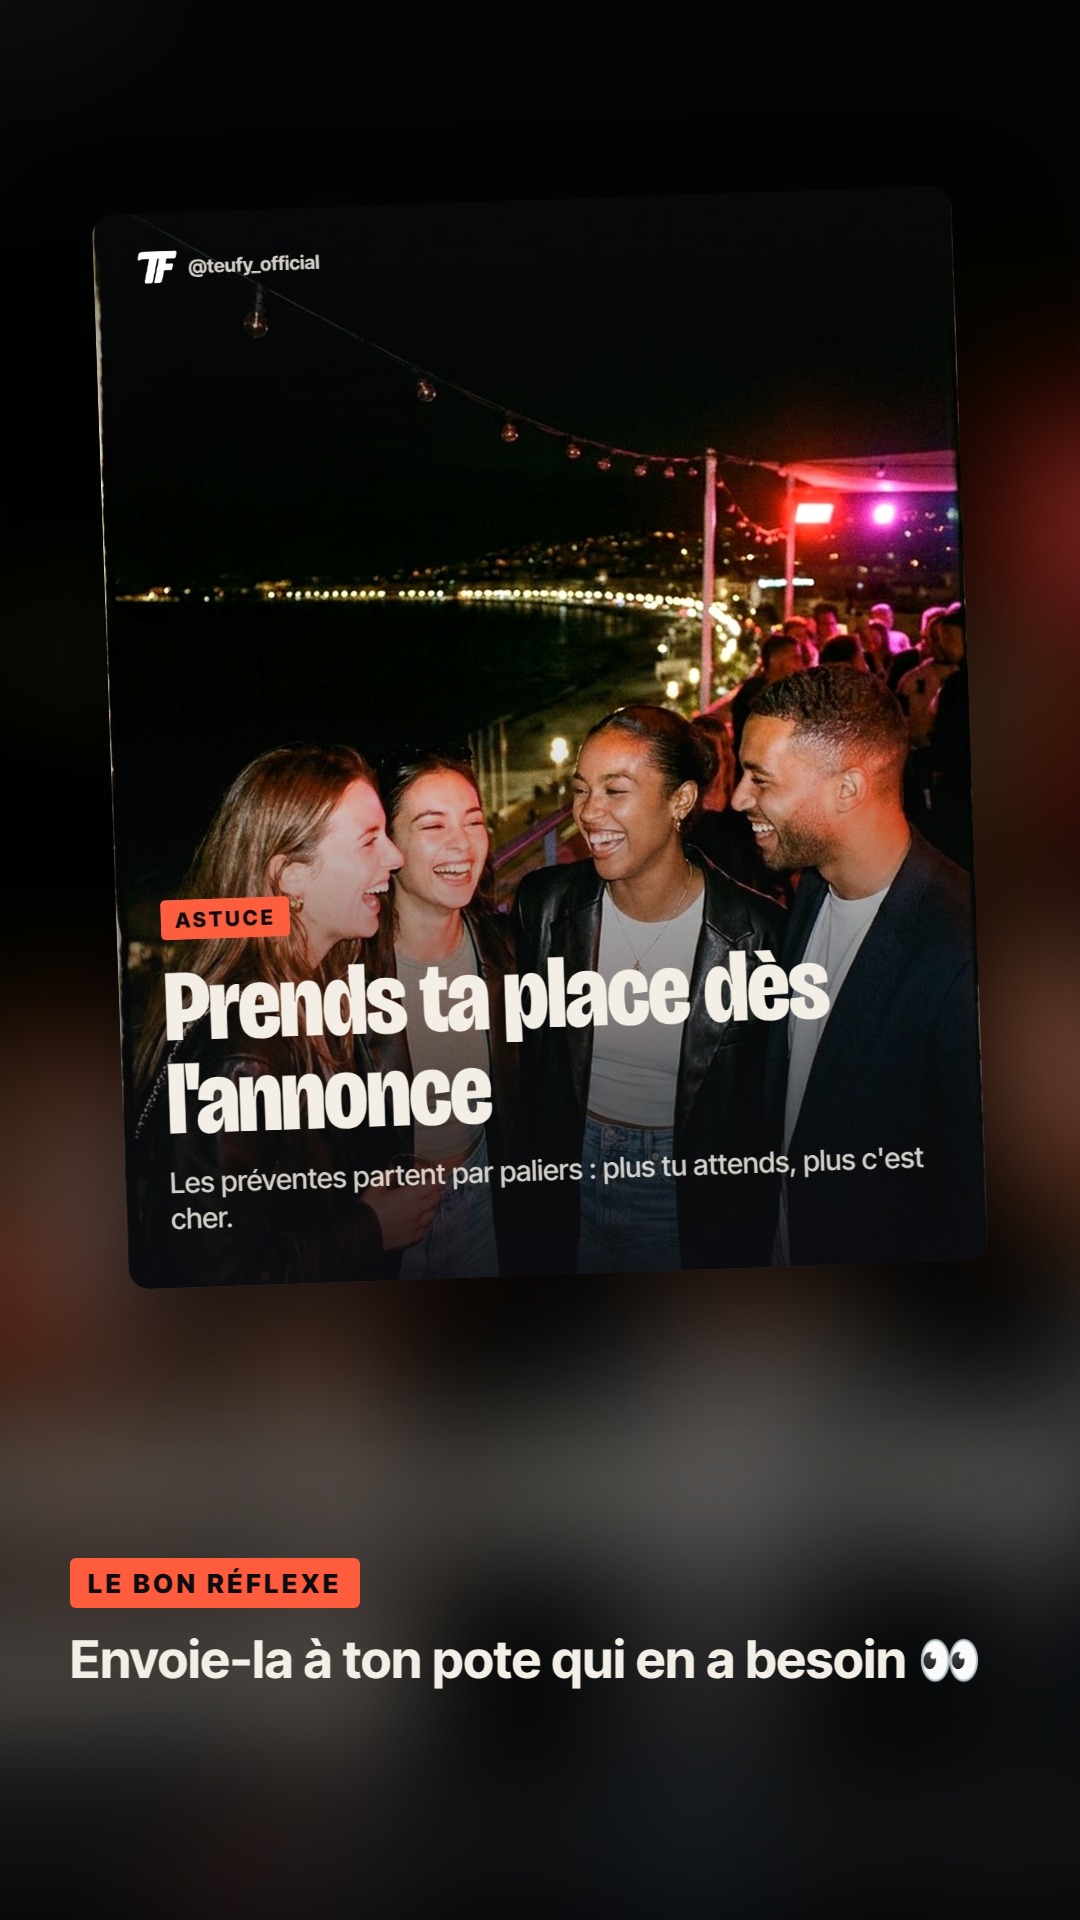 TF @teufy_official
ASTUCE
Prends ta place dès
l'annonce
Les préventes partent par paliers : plus tu attends, plus c'est
cher.
LE BON RÉFLEXE
Envoie-la à ton pote qui en a besoin 👀